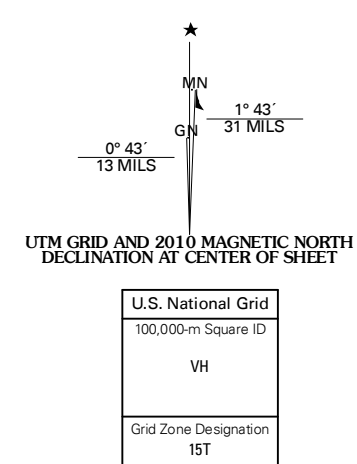 ★
MN
1° 43´
31 MILS
GN
0° 43´
13 MILS
UTM GRID AND 2010 MAGNETIC NORTH
DECLINATION AT CENTER OF SHEET
U.S. National Grid
100,000-m Square ID
VH
Grid Zone Designation
15T